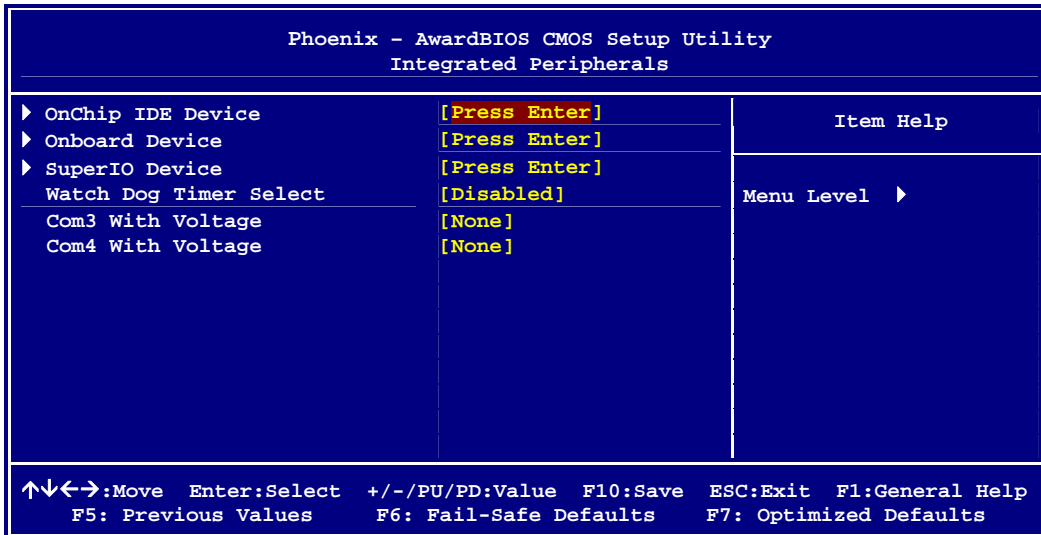 Phoenix – AwardBIOS CMOS Setup Utility
Integrated Peripherals
OnChip IDE Device [Press Enter]
Onboard Device [Press Enter]
SuperIO Device [Press Enter]
Watch Dog Timer Select [Disabled]
Com3 With Voltage [None]
Com4 With Voltage [None]
Item Help
Menu Level
↑↓←→:Move Enter:Select +/-/PU/PD:Value F10:Save ESC:Exit F1:General Help
F5: Previous Values F6: Fail-Safe Defaults F7: Optimized Defaults